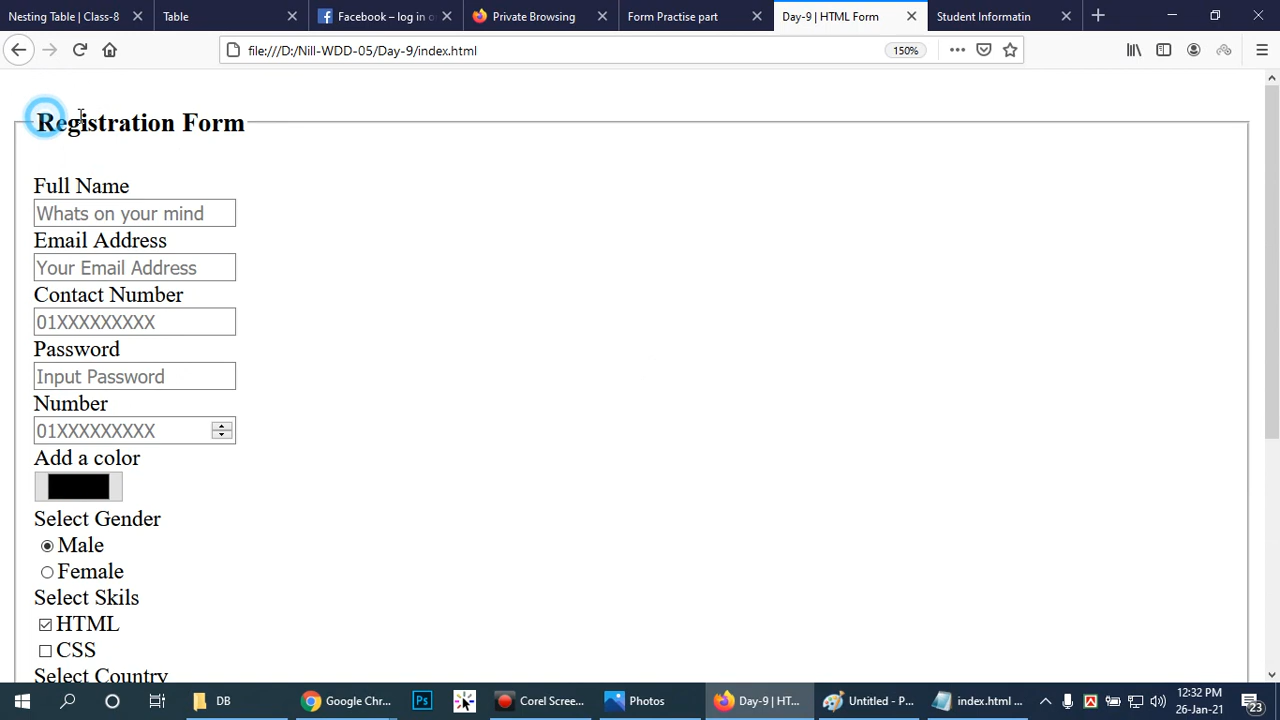 Nesting Table | Class-8
Table
Facebook – log in o
Private Browsing
Form Practise part
Day-9 | HTML Form
Student Informatin
file:///D:/Nill-WDD-05/Day-9/index.html
150%
Registration Form
Full Name
Whats on your mind
Email Address
Your Email Address
Contact Number
01XXXXXXXXX
Password
Input Password
Number
01XXXXXXXXX
Add a color
Select Gender
Male
Female
Select Skils
HTML
CSS
Select Country
DB
Google Chr...
Ps
Corel Scree...
Photos
Day-9 | HT...
Untitled - P...
index.html ...
12:32 PM
26-Jan-21
23